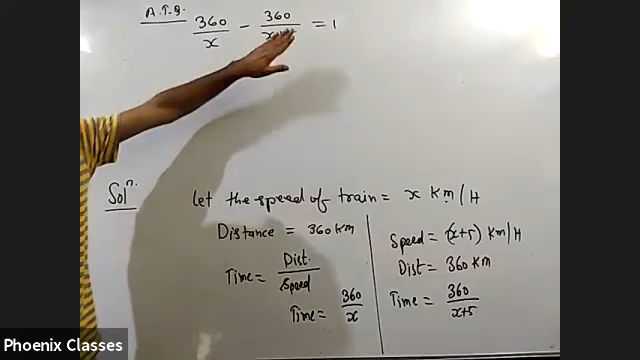 A.T.Q. 360/x - 360/x+5 = 1
Solⁿ. Let the speed of train = x Km/H
Distance = 360 KM
Time = Dist./Speed
Time = 360/x
Speed = (x+5) Km/H
Dist = 360 KM
Time = 360/x+5
Phoenix Classes